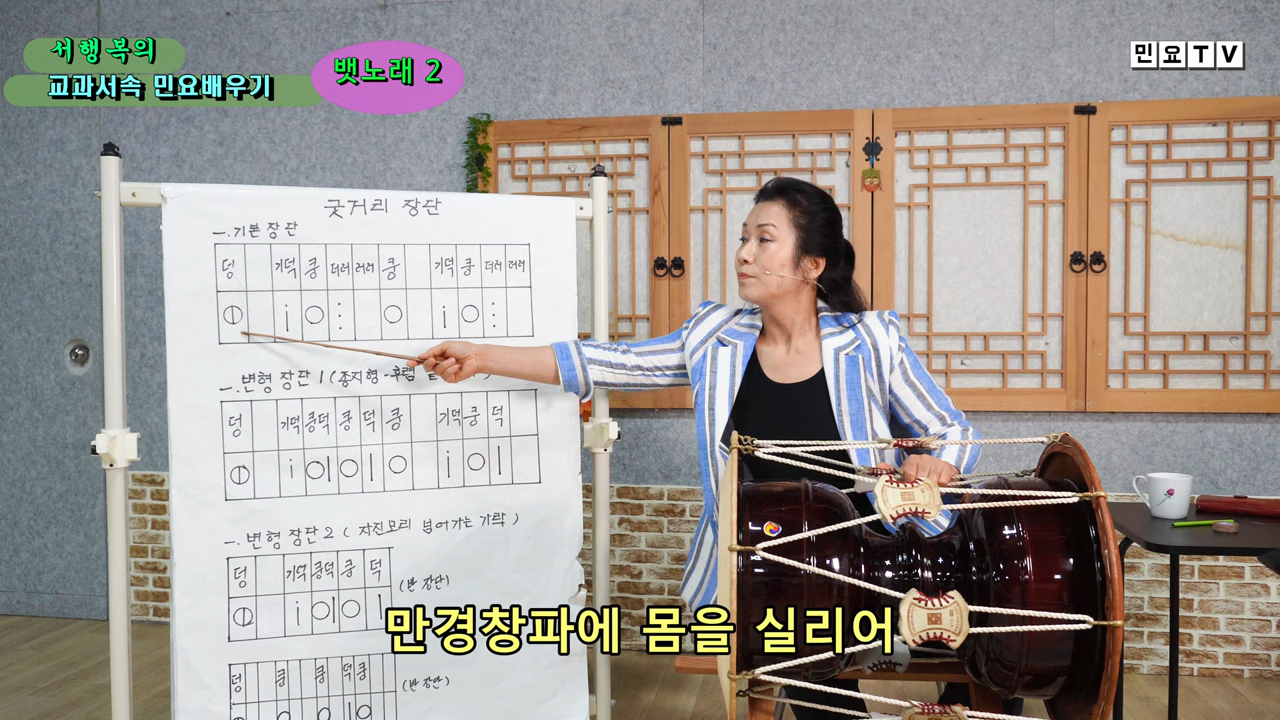 서행복의
교과서속 민요배우기
뱃노래 2
민요TV
굿거리 장단
一. 기본 장단
덩 기덕 쿵 더러 러러 쿵 기덕 쿵 더러 러러
一. 변형 장단 1 (종지형 -후렴
덩 기덕 쿵덕 쿵 덕 쿵 기덕 쿵 덕
一. 변형 장단 2 ( 자진모리 넘어가는 가락 )
덩 기덕 쿵덕 쿵 덕
(반 장단)
덩 쿵 쿵 덕쿵
(반 장단)
만경창파에 몸을 실리어